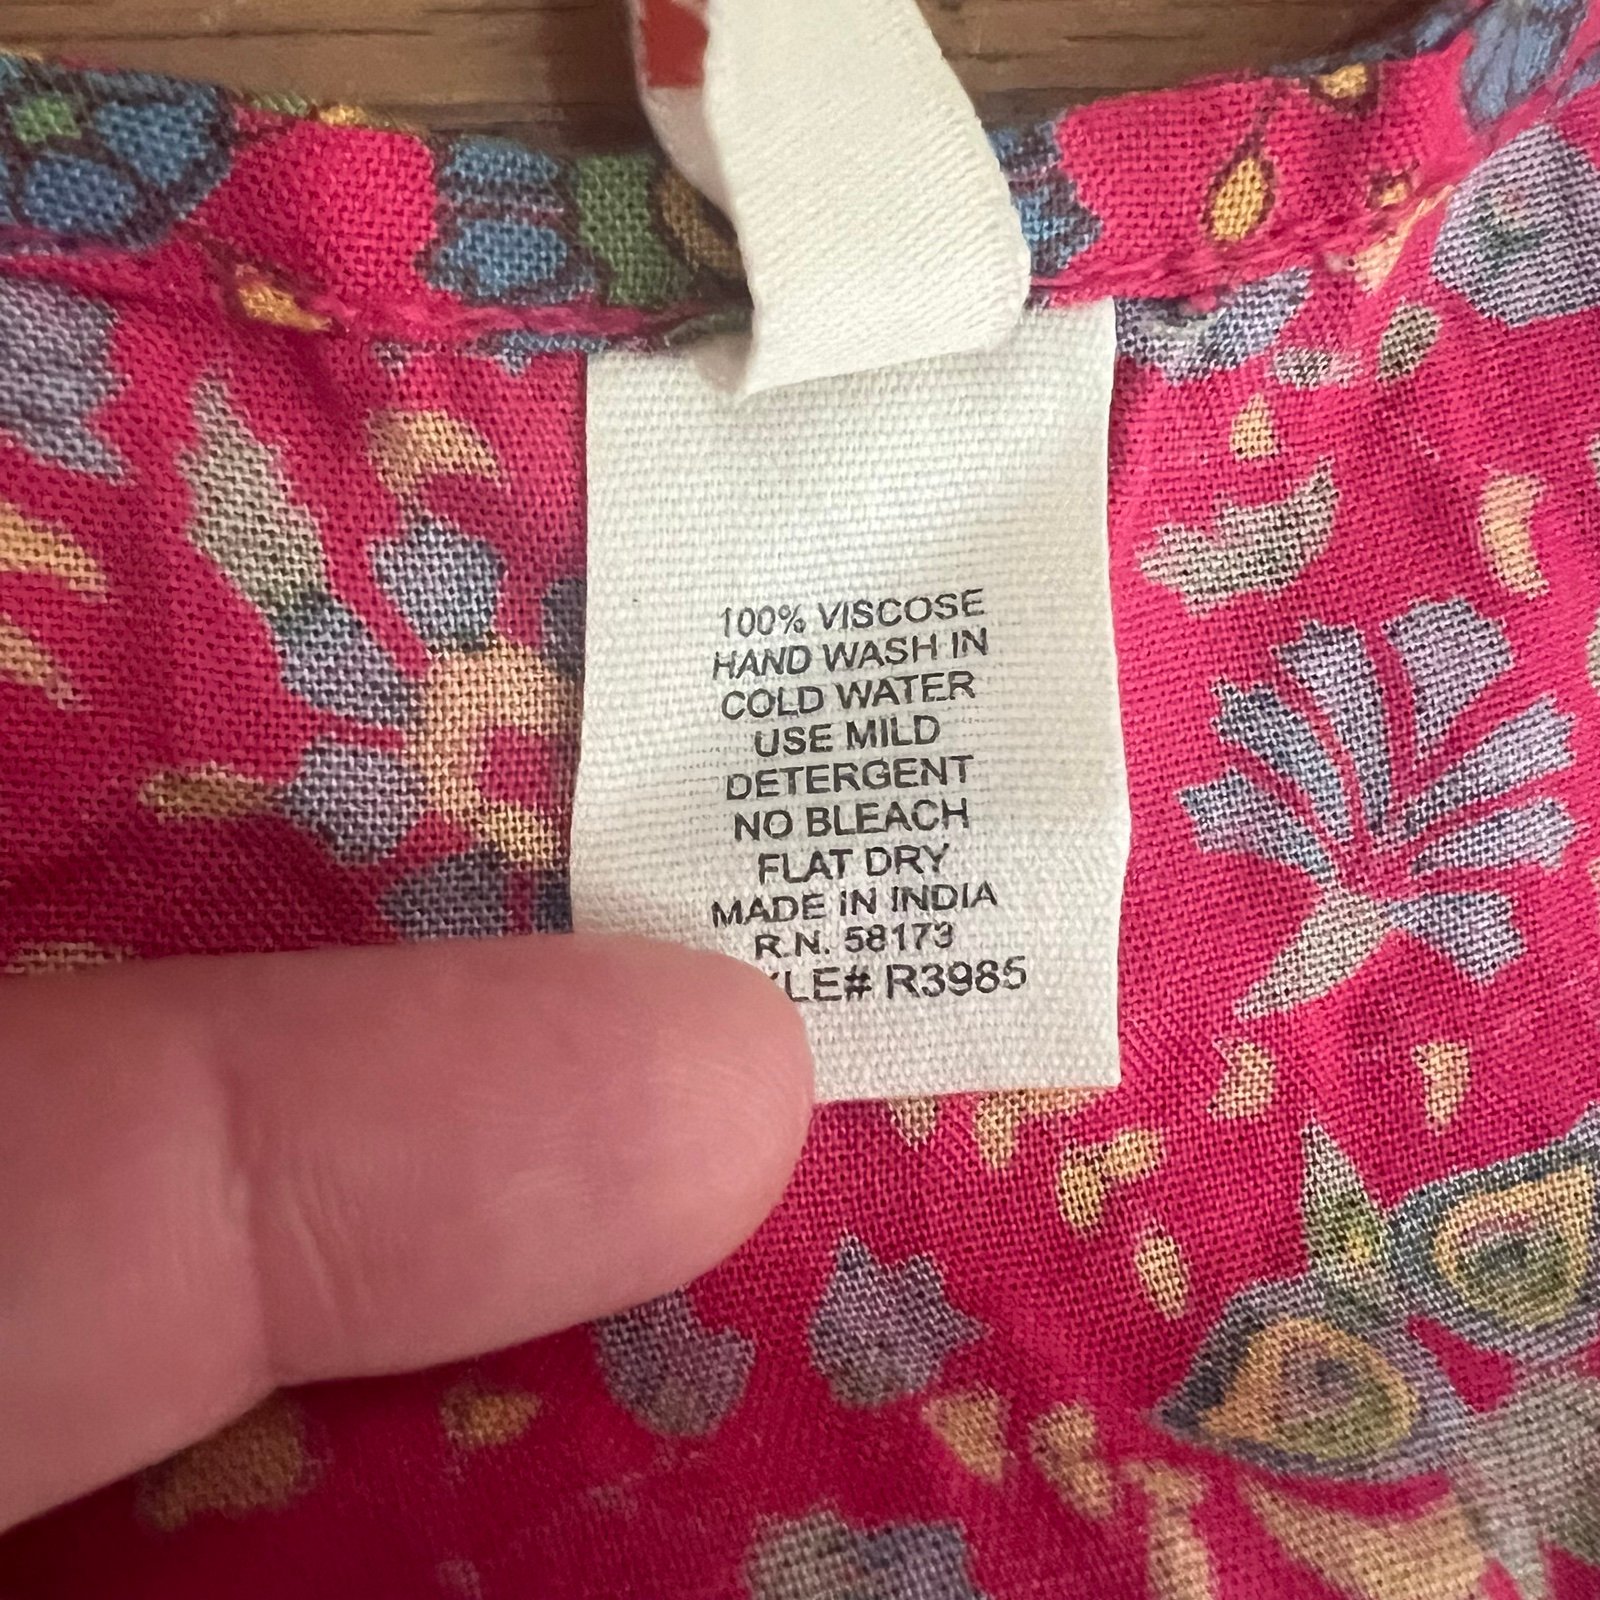 100% VISCOSE
HAND WASH IN
COLD WATER
USE MILD
DETERGENT
NO BLEACH
FLAT DRY
MADE IN INDIA
R.N. 58173
LE# R3985